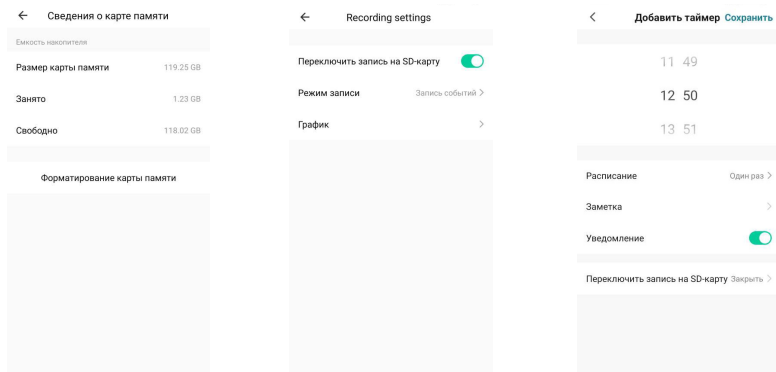 Сведения о карте памяти
Емкость накопителя
Размер карты памяти 119.25 GB
Занято 1.23 GB
Свободно 118.02 GB
Форматирование карты памяти
Recording settings
Переключить запись на SD-карту
Режим записи Запись событий
График
Добавить таймер Сохранить
11 49
12 50
13 51
Расписание Один раз
Заметка
Уведомление
Переключить запись на SD-карту Закрыть